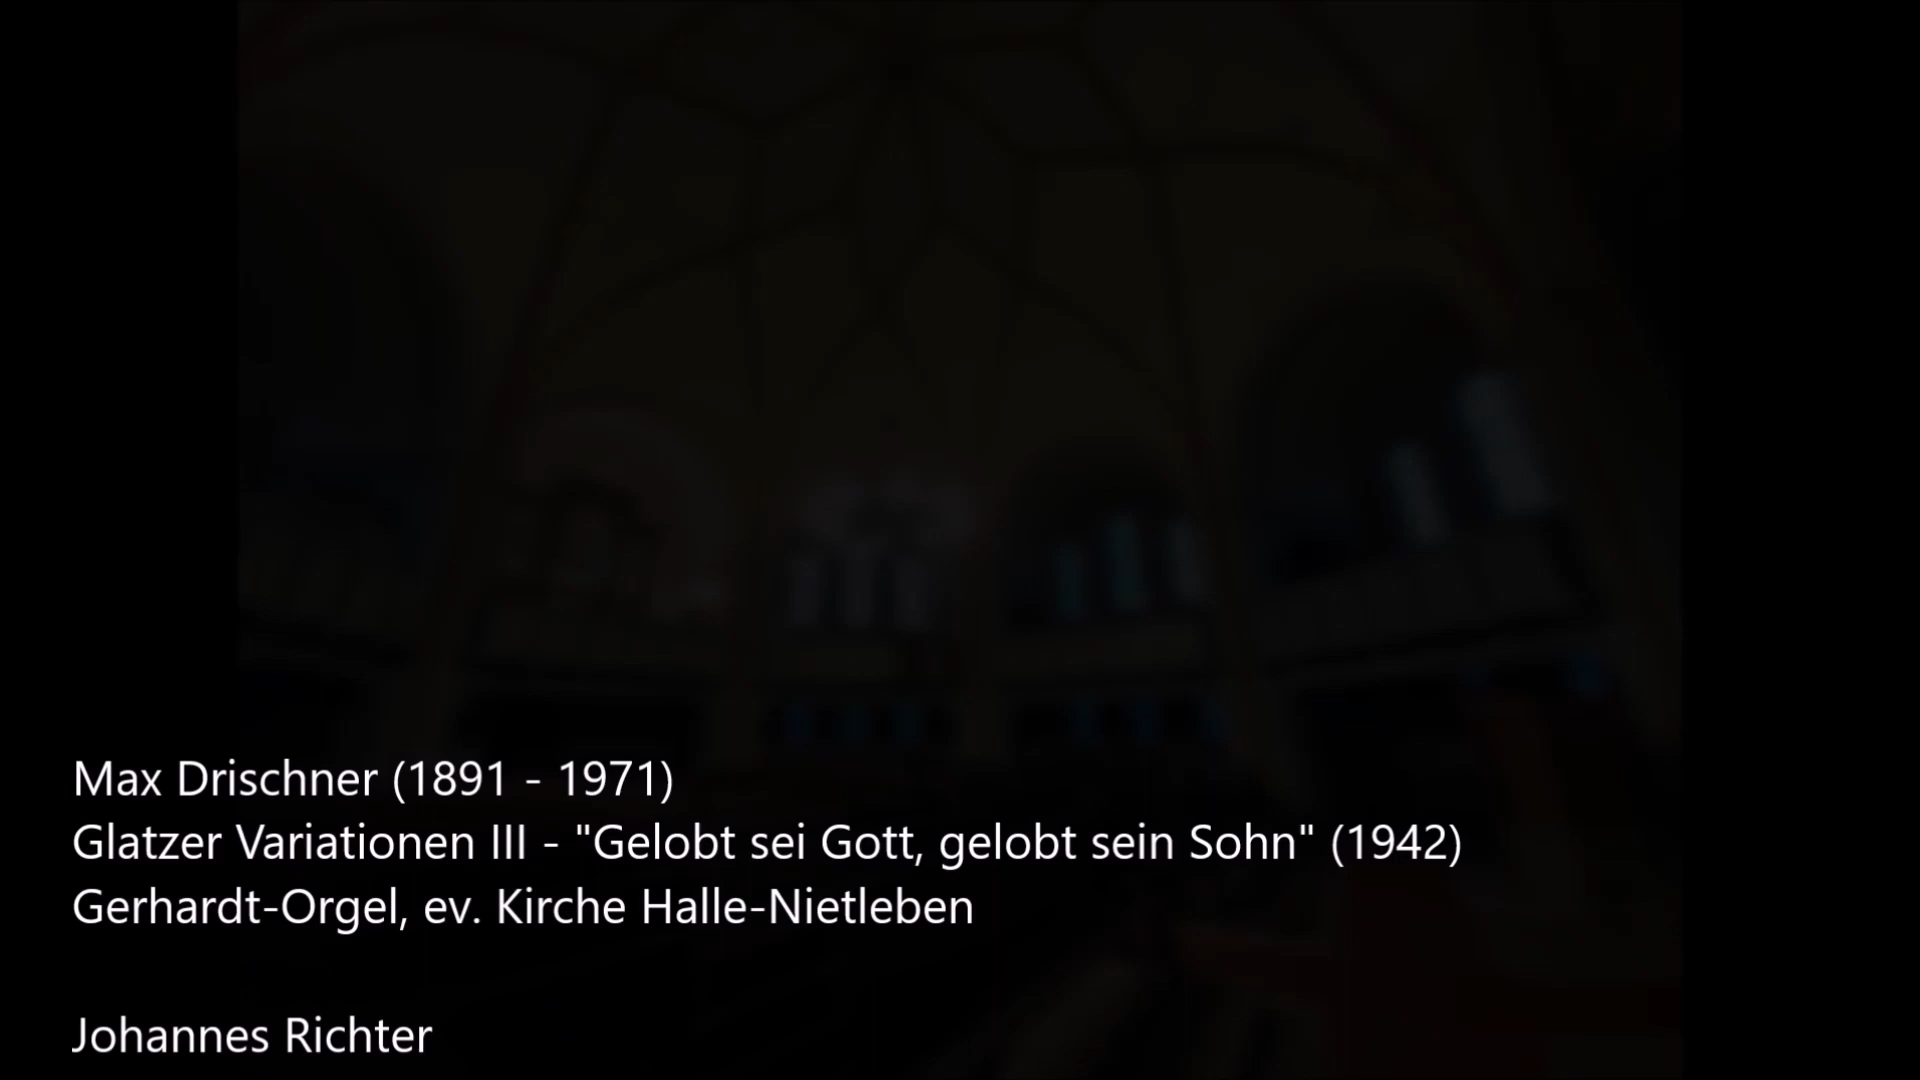 Max Drischner (1891 - 1971)
Glatzer Variationen III - "Gelobt sei Gott, gelobt sein Sohn" (1942)
Gerhardt-Orgel, ev. Kirche Halle-Nietleben
Johannes Richter